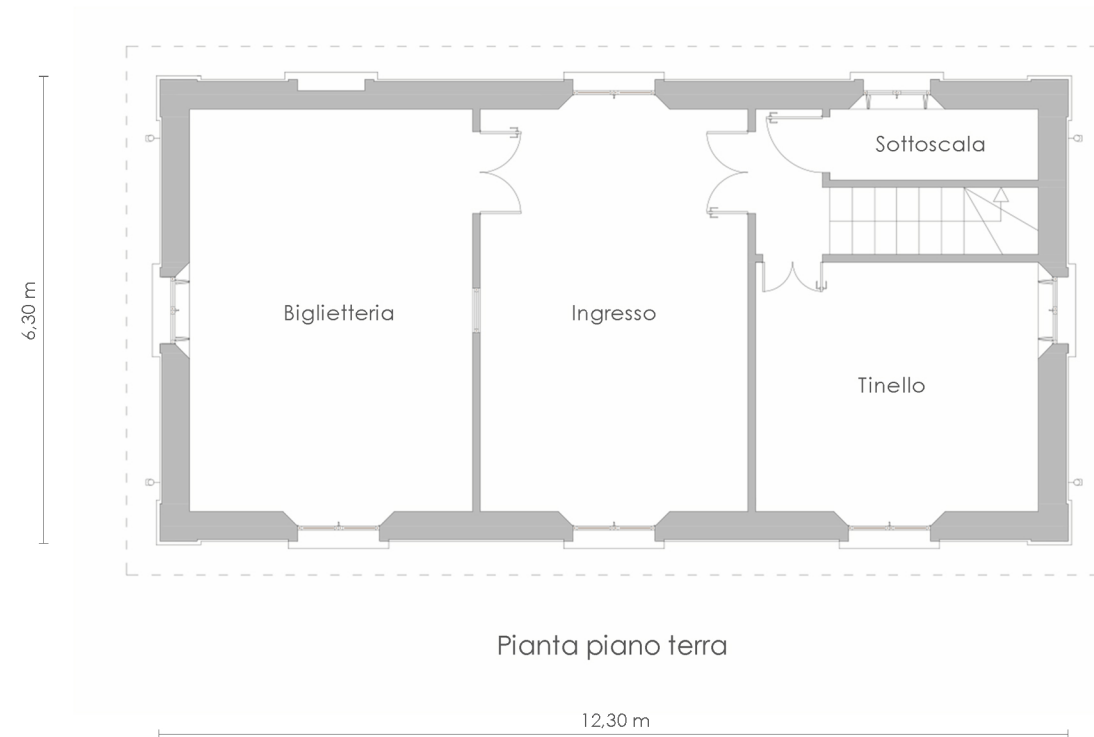 Sottoscala
Biglietteria
Ingresso
6,30 m
Tinello
Pianta piano terra
12,30 m